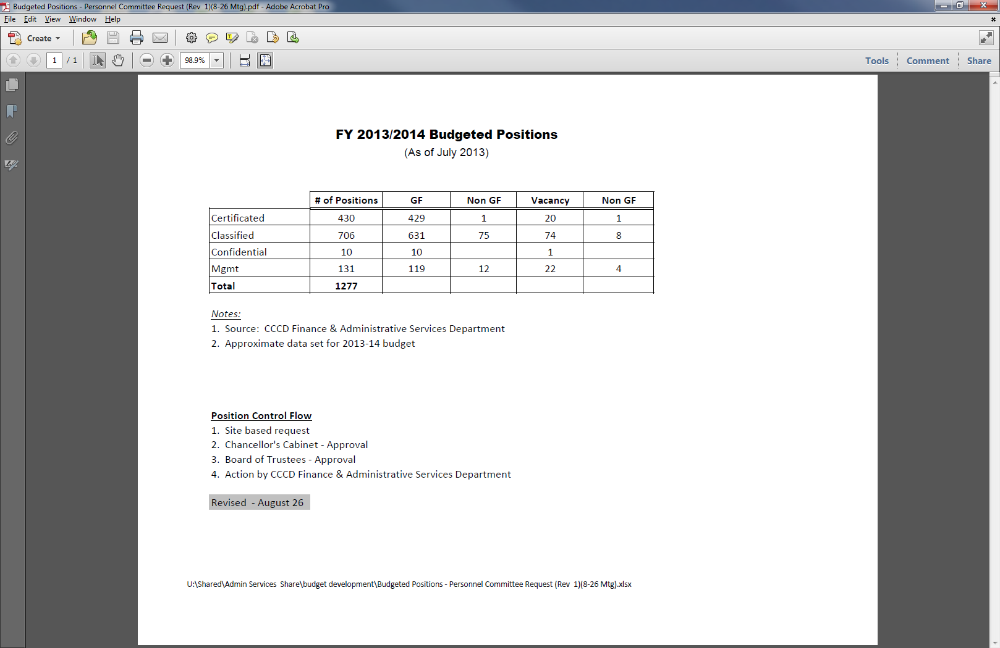 Budgeted Positions - Personnel Committee Request (Rev  1)(8-26 Mtg).pdf - Adobe Acrobat Pro
File Edit View Window Help
Create
1 / 1 98.9% Tools Comment Share
FY 2013/2014 Budgeted Positions
(As of July 2013)
# of Positions GF Non GF Vacancy Non GF
Certificated 430 429 1 20 1
Classified 706 631 75 74 8
Confidential 10 10 1
Mgmt 131 119 12 22 4
Total 1277
Notes:
1. Source:  CCCD Finance & Administrative Services Department
2. Approximate data set for 2013-14 budget
Position Control Flow
1. Site based request
2. Chancellor's Cabinet - Approval
3. Board of Trustees - Approval
4. Action by CCCD Finance & Administrative Services Department
Revised  - August 26
U:\Shared\Admin Services  Share\budget development\Budgeted Positions - Personnel Committee Request (Rev  1)(8-26 Mtg).xlsx